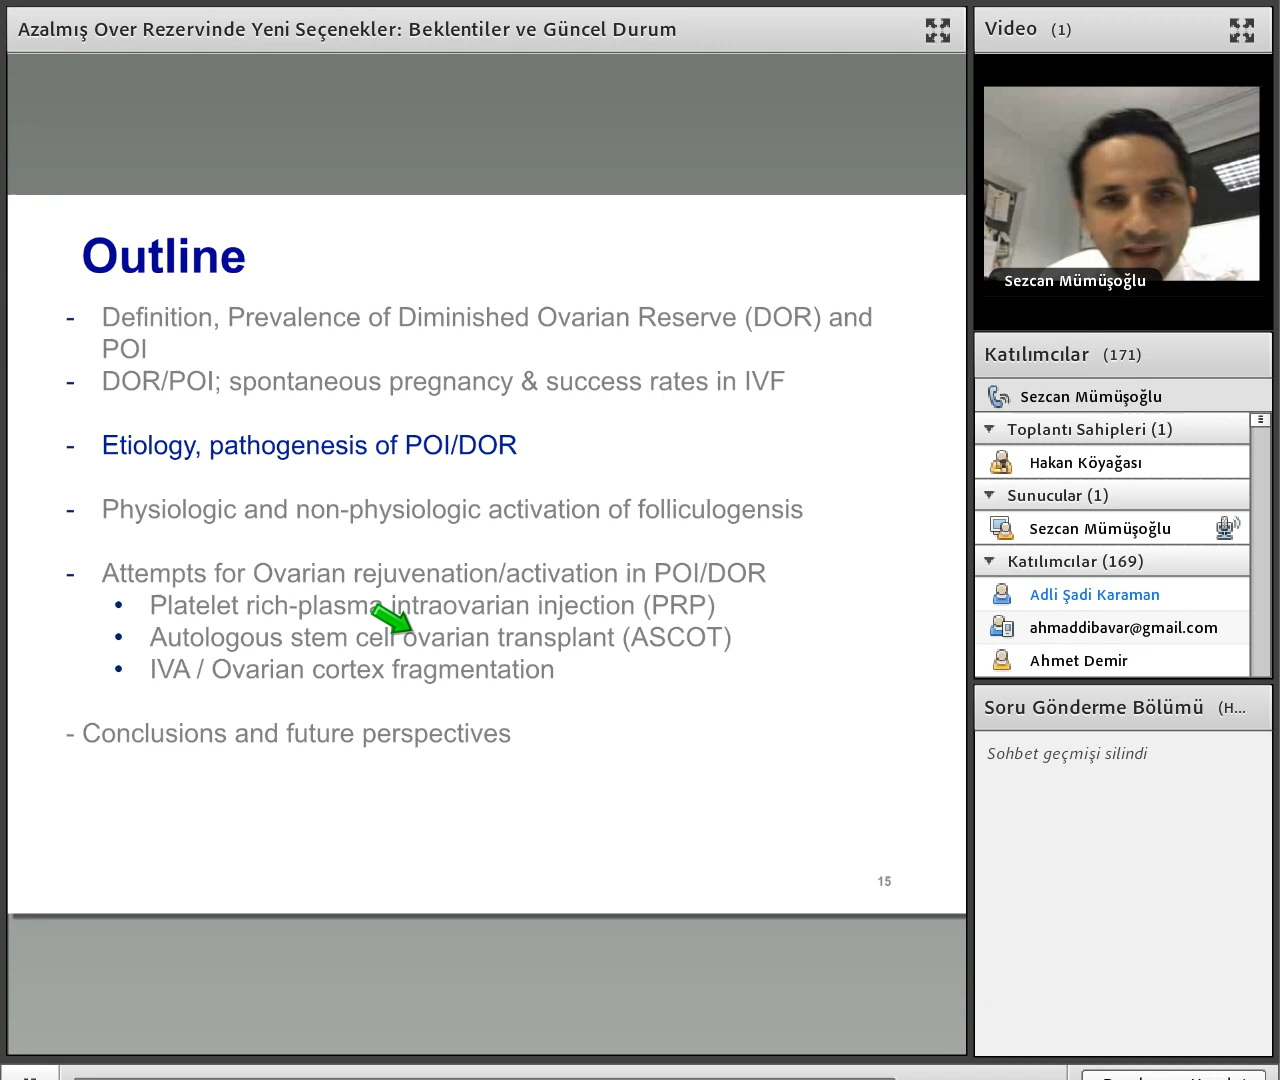 Azalmış Over Rezervinde Yeni Seçenekler: Beklentiler ve Güncel Durum
Outline
- Definition, Prevalence of Diminished Ovarian Reserve (DOR) and
POI
- DOR/POI; spontaneous pregnancy & success rates in IVF
- Etiology, pathogenesis of POI/DOR
- Physiologic and non-physiologic activation of folliculogensis
- Attempts for Ovarian rejuvenation/activation in POI/DOR
• Platelet rich-plasma intraovarian injection (PRP)
• Autologous stem cell ovarian transplant (ASCOT)
• IVA / Ovarian cortex fragmentation
- Conclusions and future perspectives
15
Video (1)
Sezcan Mümüşoğlu
Katılımcılar (171)
Sezcan Mümüşoğlu
Toplantı Sahipleri (1)
Hakan Köyağası
Sunucular (1)
Sezcan Mümüşoğlu
Katılımcılar (169)
Adli Şadi Karaman
ahmaddibavar@gmail.com
Ahmet Demir
Soru Gönderme Bölümü (H...
Sohbet geçmişi silindi